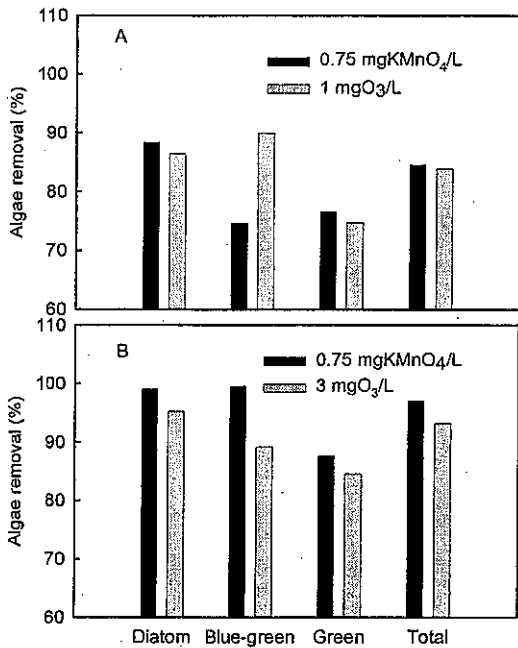 110
A
0.75 mgKMnO4/L
1 mgO3/L
100
90
80
70
60
Algae removal (%)
110
B
0.75 mgKMnO4/L
3 mgO3/L
100
90
80
70
60
Algae removal (%)
Diatom Blue-green Green Total